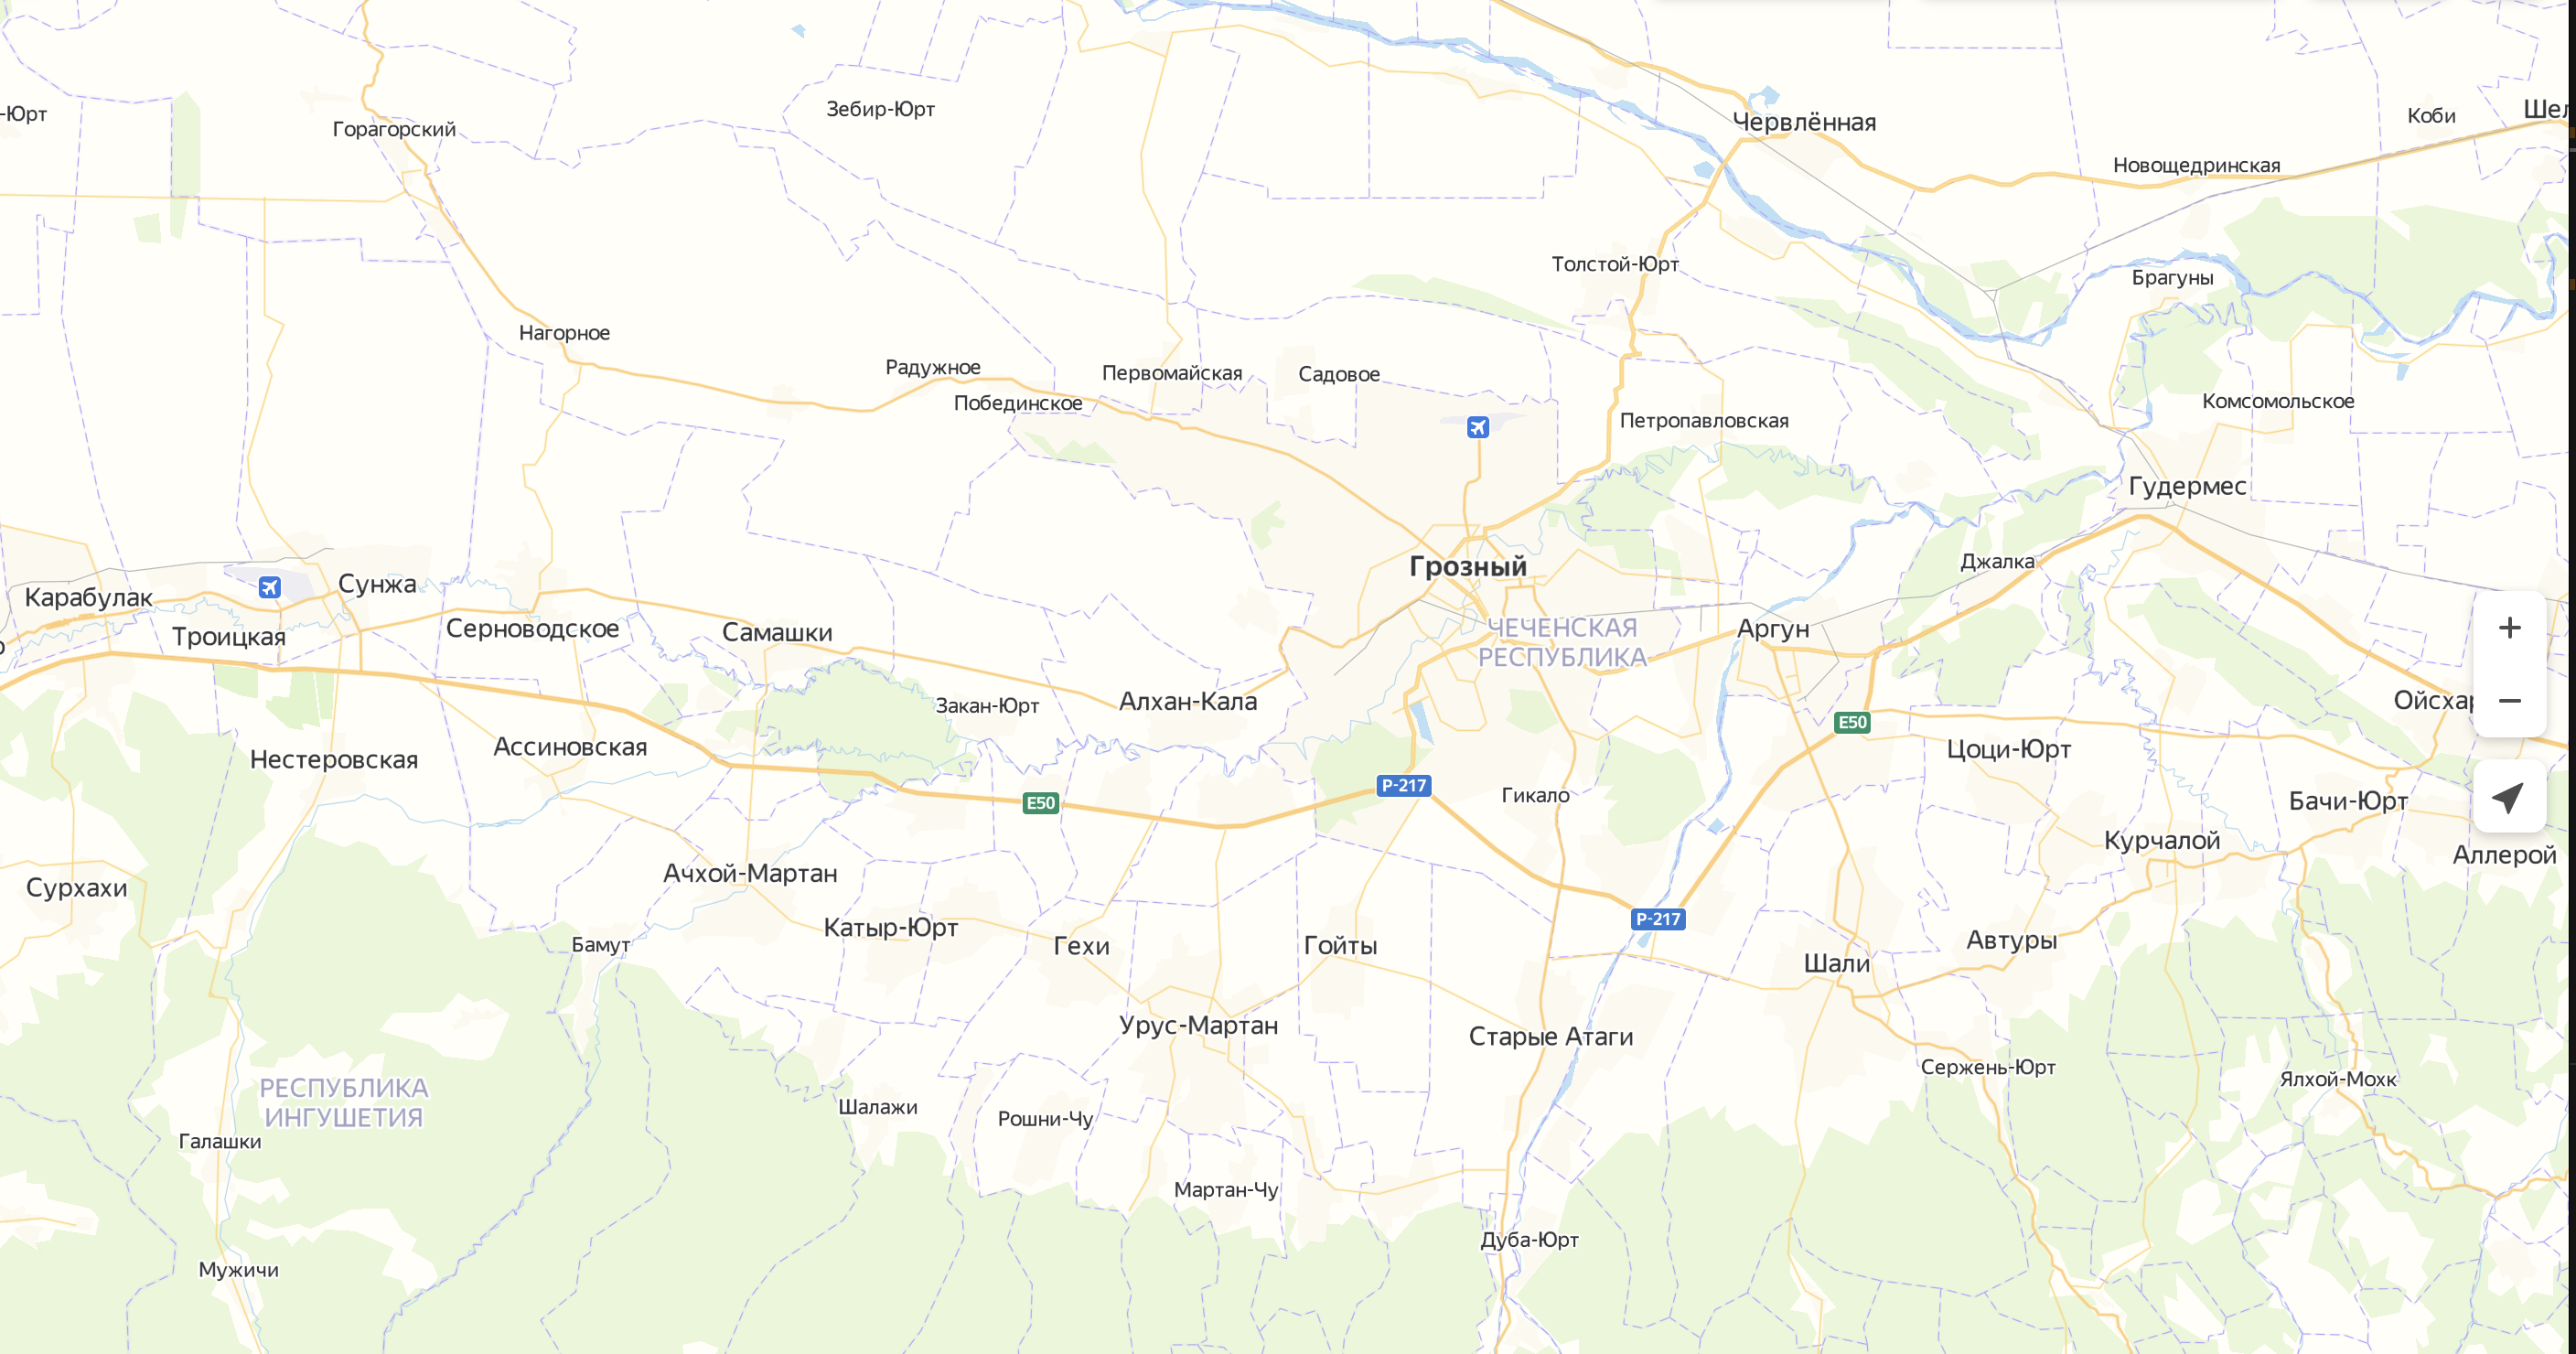 Шел
Коби
-Юрт
Зебир-Юрт
Червлённая
Горагорский
Новощедринская
Толстой-Юрт
Брагуны
Нагорное
Радужное
Первомайская
Садовое
Побединское
Комсомольское
Петропавловская
Гудермес
Джалка
Грозный
Сунжа
Карабулак
Троицкая
Серноводское
Самашки
ЧЕЧЕНСКАЯ
РЕСПУБЛИКА
Аргун
+
−
Закан-Юрт
Алхан-Кала
Ойсхар
E50
Нестеровская
Ассиновская
Цоци-Юрт
Р-217
Гикало
E50
Бачи-Юрт
Курчалой
Аллерой
Ачхой-Мартан
Сурхахи
Р-217
Катыр-Юрт
Бамут
Гехи
Гойты
Автуры
Шали
Урус-Мартан
Старые Атаги
Сержень-Юрт
Ялхой-Мохк
РЕСПУБЛИКА
ИНГУШЕТИЯ
Шалажи
Рошни-Чу
Галашки
Мартан-Чу
Дуба-Юрт
Мужичи